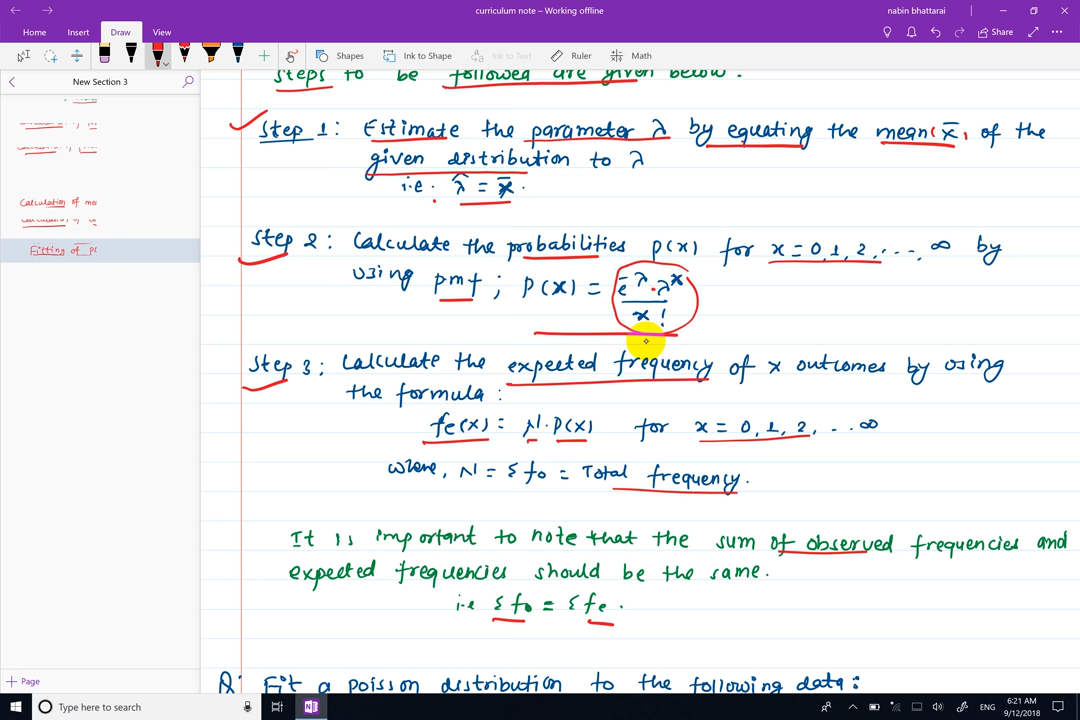 curriculum note – Working offline
nabin bhattarai
Home Insert Draw View
Share
Shapes Ink to Shape Ink to Text Ruler Math
New Section 3
Calculation of me
Fitting of po
Page
steps to be followed are given below.
Step 1: Estimate the parameter λ by equating the mean(x̄) of the
given distribution to λ
i.e. λ̂ = x̄.
Step 2: Calculate the probabilities P(x) for x = 0, 1, 2, ..., ∞ by
using pmf; P(X) = e^-λ . λ^x / x!
Step 3: Calculate the expected frequency of x outcomes by using
the formula:
fe(x) = N.P(X) for x = 0, 1, 2, ... ∞
where, N = Σfo = Total frequency.
It is important to note that the sum of observed frequencies and
expected frequencies should be the same.
i.e Σfo = Σfe.
Q: Fit a poisson distribution to the following data:
Type here to search
ENG
6:21 AM
9/12/2018